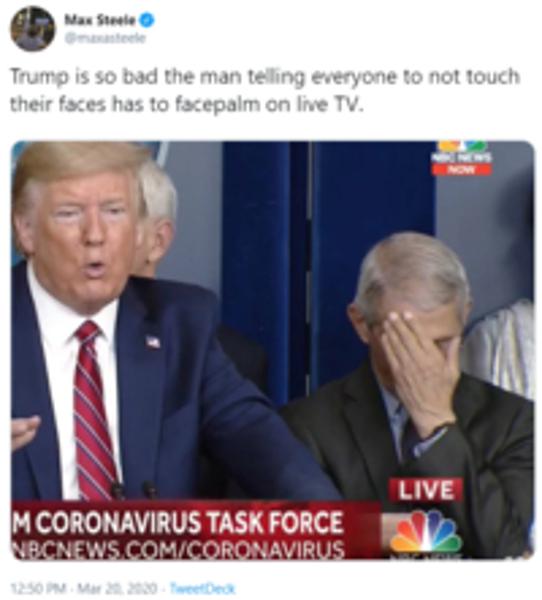 Max Steele
@maxasteele
Trump is so bad the man telling everyone to not touch
their faces has to facepalm on live TV.
NBC NEWS
NOW
LIVE
M CORONAVIRUS TASK FORCE
NBCNEWS.COM/CORONAVIRUS
NBC NEWS
12:50 PM · Mar 20, 2020 · TweetDeck